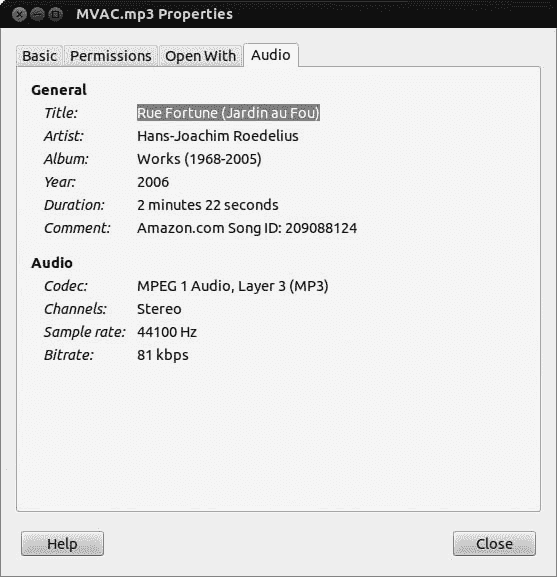 MVAC.mp3 Properties
Basic Permissions Open With Audio
General
Title: Rue Fortune (Jardin au Fou)
Artist: Hans-Joachim Roedelius
Album: Works (1968-2005)
Year: 2006
Duration: 2 minutes 22 seconds
Comment: Amazon.com Song ID: 209088124
Audio
Codec: MPEG 1 Audio, Layer 3 (MP3)
Channels: Stereo
Sample rate: 44100 Hz
Bitrate: 81 kbps
Help Close